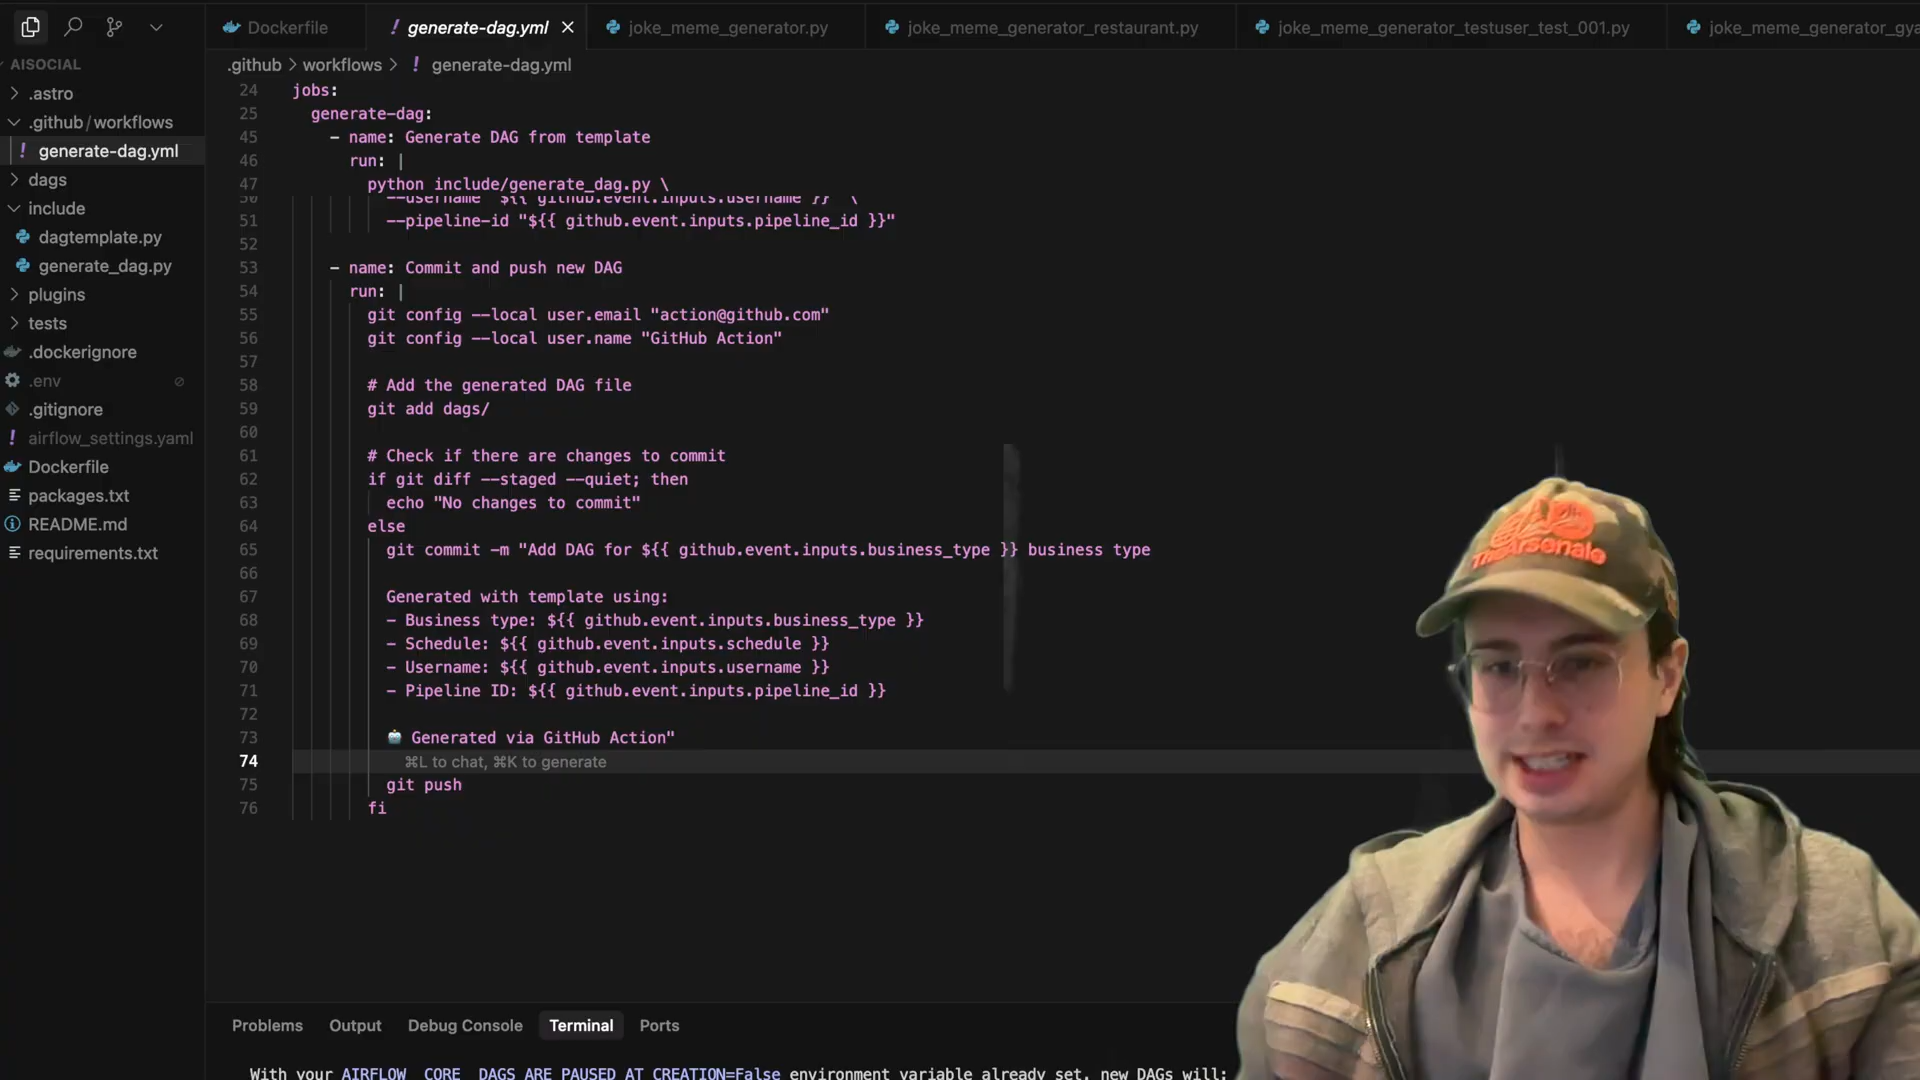 Dockerfile
generate-dag.yml
joke_meme_generator.py
joke_meme_generator_restaurant.py
joke_meme_generator_testuser_test_001.py
AISOCIAL
.github > workflows > ! generate-dag.yml
.astro
.github/workflows
! generate-dag.yml
dags
include
dagtemplate.py
generate_dag.py
plugins
tests
.dockerignore
.env
.gitignore
! airflow_settings.yaml
Dockerfile
packages.txt
README.md
requirements.txt
24 jobs:
25 generate-dag:
45 - name: Generate DAG from template
46 run: |
47 python include/generate_dag.py \
50 --username "${{ github.event.inputs.username }}" \
51 --pipeline-id "${{ github.event.inputs.pipeline_id }}"
52
53 - name: Commit and push new DAG
54 run: |
55 git config --local user.email "action@github.com"
56 git config --local user.name "GitHub Action"
57
58 # Add the generated DAG file
59 git add dags/
60
61 # Check if there are changes to commit
62 if git diff --staged --quiet; then
63 echo "No changes to commit"
64 else
65 git commit -m "Add DAG for ${{ github.event.inputs.business_type }} business type
66
67 Generated with template using:
68 - Business type: ${{ github.event.inputs.business_type }}
69 - Schedule: ${{ github.event.inputs.schedule }}
70 - Username: ${{ github.event.inputs.username }}
71 - Pipeline ID: ${{ github.event.inputs.pipeline_id }}
72
73 🤖 Generated via GitHub Action"
74 ⌘L to chat, ⌘K to generate
75 git push
76 fi
TheArsenale
Problems Output Debug Console Terminal Ports
With your AIRFLOW__CORE__DAGS_ARE_PAUSED_AT_CREATION=False environment variable already set, new DAGs will: